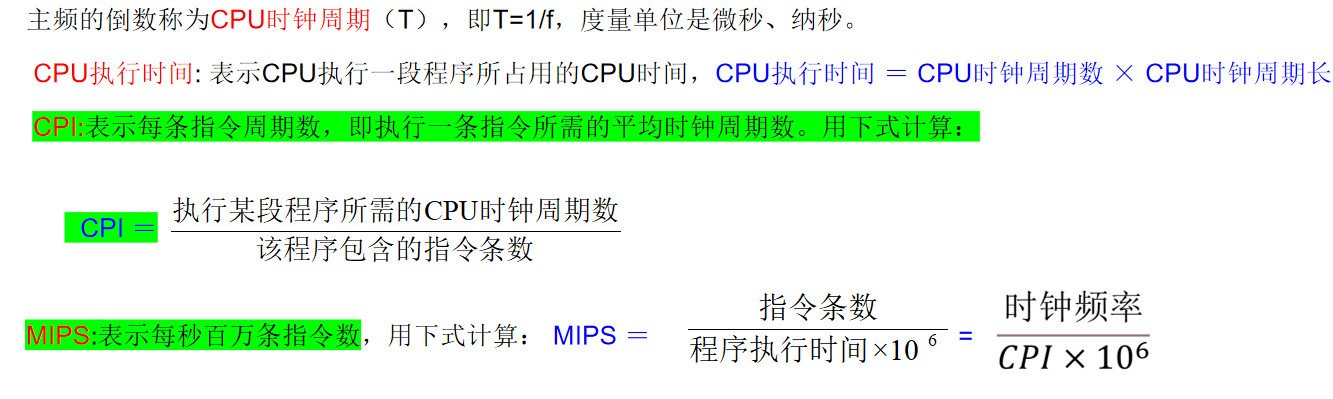 主频的倒数称为CPU时钟周期（T），即T=1/f，度量单位是微秒、纳秒。
CPU执行时间: 表示CPU执行一段程序所占用的CPU时间，CPU执行时间 ＝ CPU时钟周期数 × CPU时钟周期长
CPI:表示每条指令周期数，即执行一条指令所需的平均时钟周期数。用下式计算：
执行某段程序所需的CPU时钟周期数
CPI ＝
该程序包含的指令条数
指令条数 时钟频率
MIPS:表示每秒百万条指令数，用下式计算： MIPS ＝ =
程序执行时间×10 ⁶ CPI × 10⁶